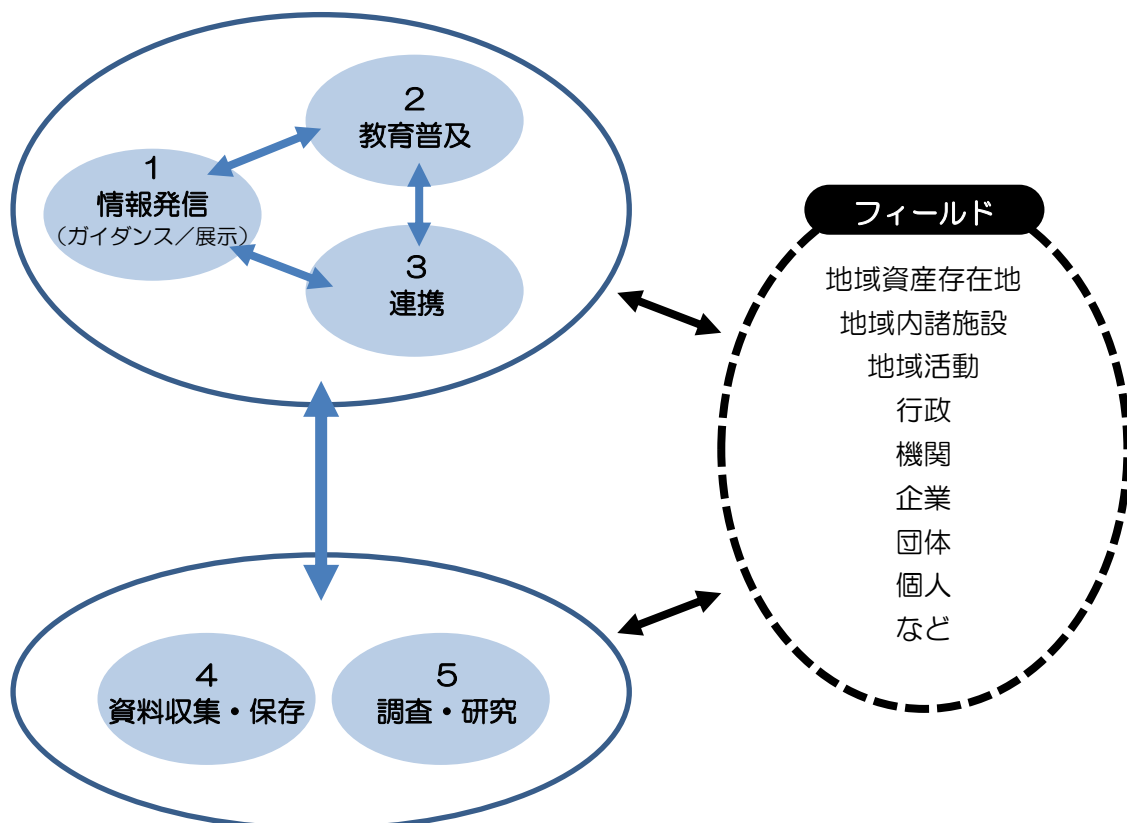 1
情報発信
（ガイダンス／展示）
2
教育普及
3
連携
4
資料収集・保存
5
調査・研究
フィールド
地域資産存在地
地域内諸施設
地域活動
行政
機関
企業
団体
個人
など